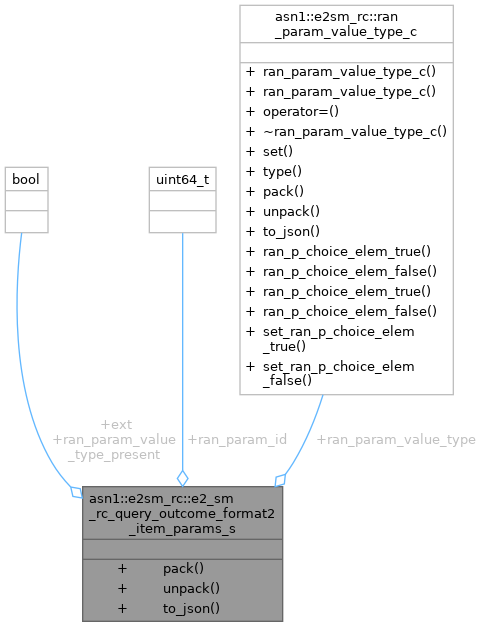 asn1::e2sm_rc::ran
_param_value_type_c
+ ran_param_value_type_c()
+ ran_param_value_type_c()
+ operator=()
+ ~ran_param_value_type_c()
+ set()
+ type()
+ pack()
+ unpack()
+ to_json()
+ ran_p_choice_elem_true()
+ ran_p_choice_elem_false()
+ ran_p_choice_elem_true()
+ ran_p_choice_elem_false()
+ set_ran_p_choice_elem
_true()
+ set_ran_p_choice_elem
_false()
bool
uint64_t
+ext
+ran_param_value
_type_present
+ran_param_id
+ran_param_value_type
asn1::e2sm_rc::e2_sm
_rc_query_outcome_format2
_item_params_s
+ pack()
+ unpack()
+ to_json()